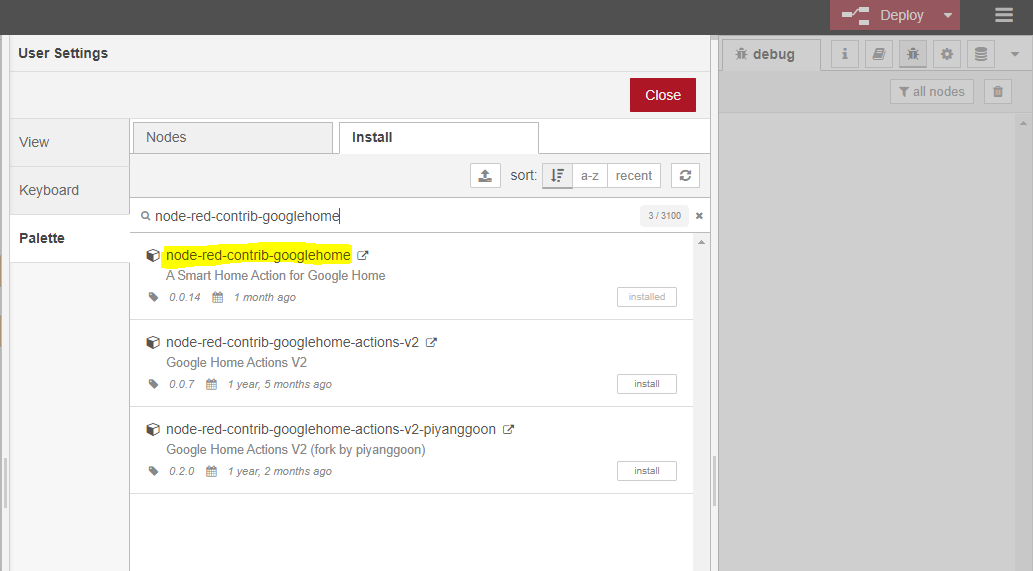 Deploy
User Settings
debug
all nodes
Close
View
Keyboard
Palette
Nodes
Install
sort:
a-z
recent
node-red-contrib-googlehome
3 / 3100
node-red-contrib-googlehome
A Smart Home Action for Google Home
0.0.14
1 month ago
installed
node-red-contrib-googlehome-actions-v2
Google Home Actions V2
0.0.7
1 year, 5 months ago
install
node-red-contrib-googlehome-actions-v2-piyanggoon
Google Home Actions V2 (fork by piyanggoon)
0.2.0
1 year, 2 months ago
install